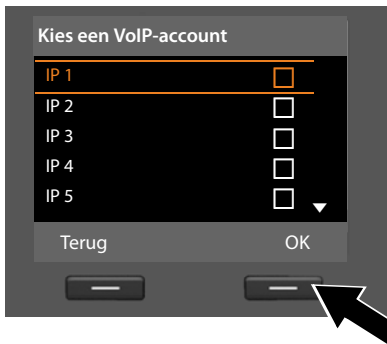 Kies een VoIP-account
IP 1
IP 2
IP 3
IP 4
IP 5
Terug OK